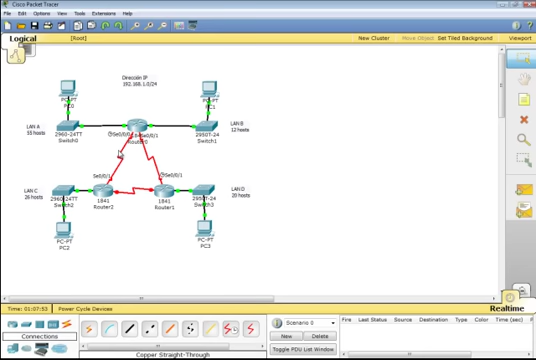 Cisco Packet Tracer
File Edit Options View Tools Extensions Help
Logical
[Root]
New Cluster
Move Object
Set Tiled Background
Viewport
Dirección IP
192.168.1.0/24
PC-PT
PC0
PC-PT
PC1
LAN A
55 hosts
2960-24TT
Switch0
LAN B
12 hosts
2950T-24
Switch1
LAN C
26 hosts
Se0/0/1
2960-24TT
Switch2
1841
Router2
1841
Router1
2950T-24
Switch3
LAN D
20 hosts
PC-PT
PC2
PC-PT
PC3
Time: 01:07:53
Power Cycle Devices
Realtime
Connections
Copper Straight-Through
Scenario 0
New
Delete
Toggle PDU List Window
Fire Last Status Source Destination Type Color Time (sec)